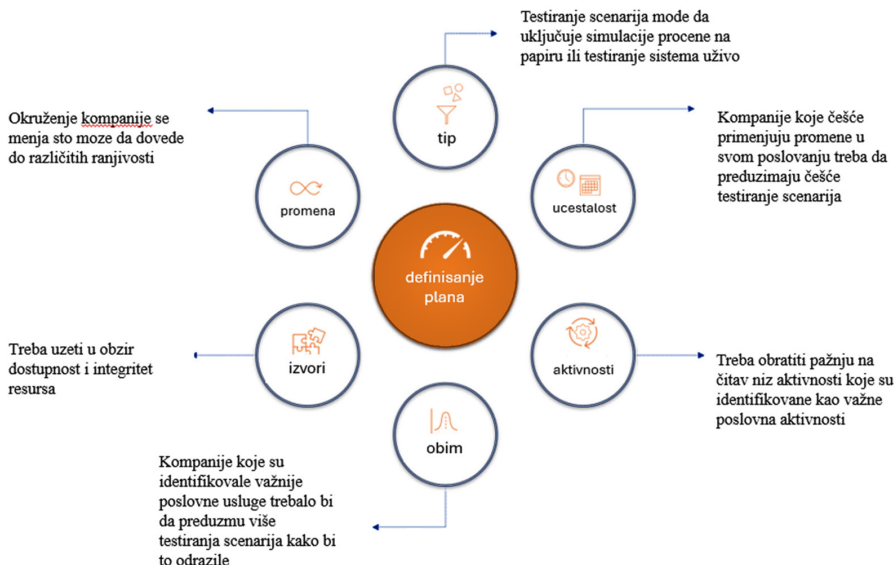 Testiranje scenarija mode da
uključuje simulacije procene na
papiru ili testiranje sistema uživo
tip
Okruženje kompanije se
menja sto moze da dovede
do različitih ranjivosti
promena
Kompanije koje češće
primenjuju promene u
svom poslovanju treba da
preduzimaju češće
testiranje scenarija
ucestalost
definisanje
plana
Treba uzeti u obzir
dostupnost i integritet
resursa
izvori
aktivnosti
Treba obratiti pažnju na
čitav niz aktivnosti koje su
identifikovane kao važne
poslovna aktivnosti
obim
Kompanije koje su
identifikovale važnije
poslovne usluge trebalo bi
da preduzmu više
testiranja scenarija kako bi
to odrazile